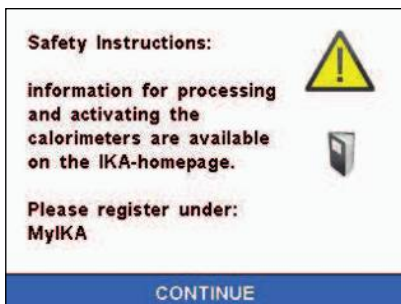 Safety Instructions:
information for processing
and activating the
calorimeters are available
on the IKA-homepage.
Please register under:
MyIKA
CONTINUE